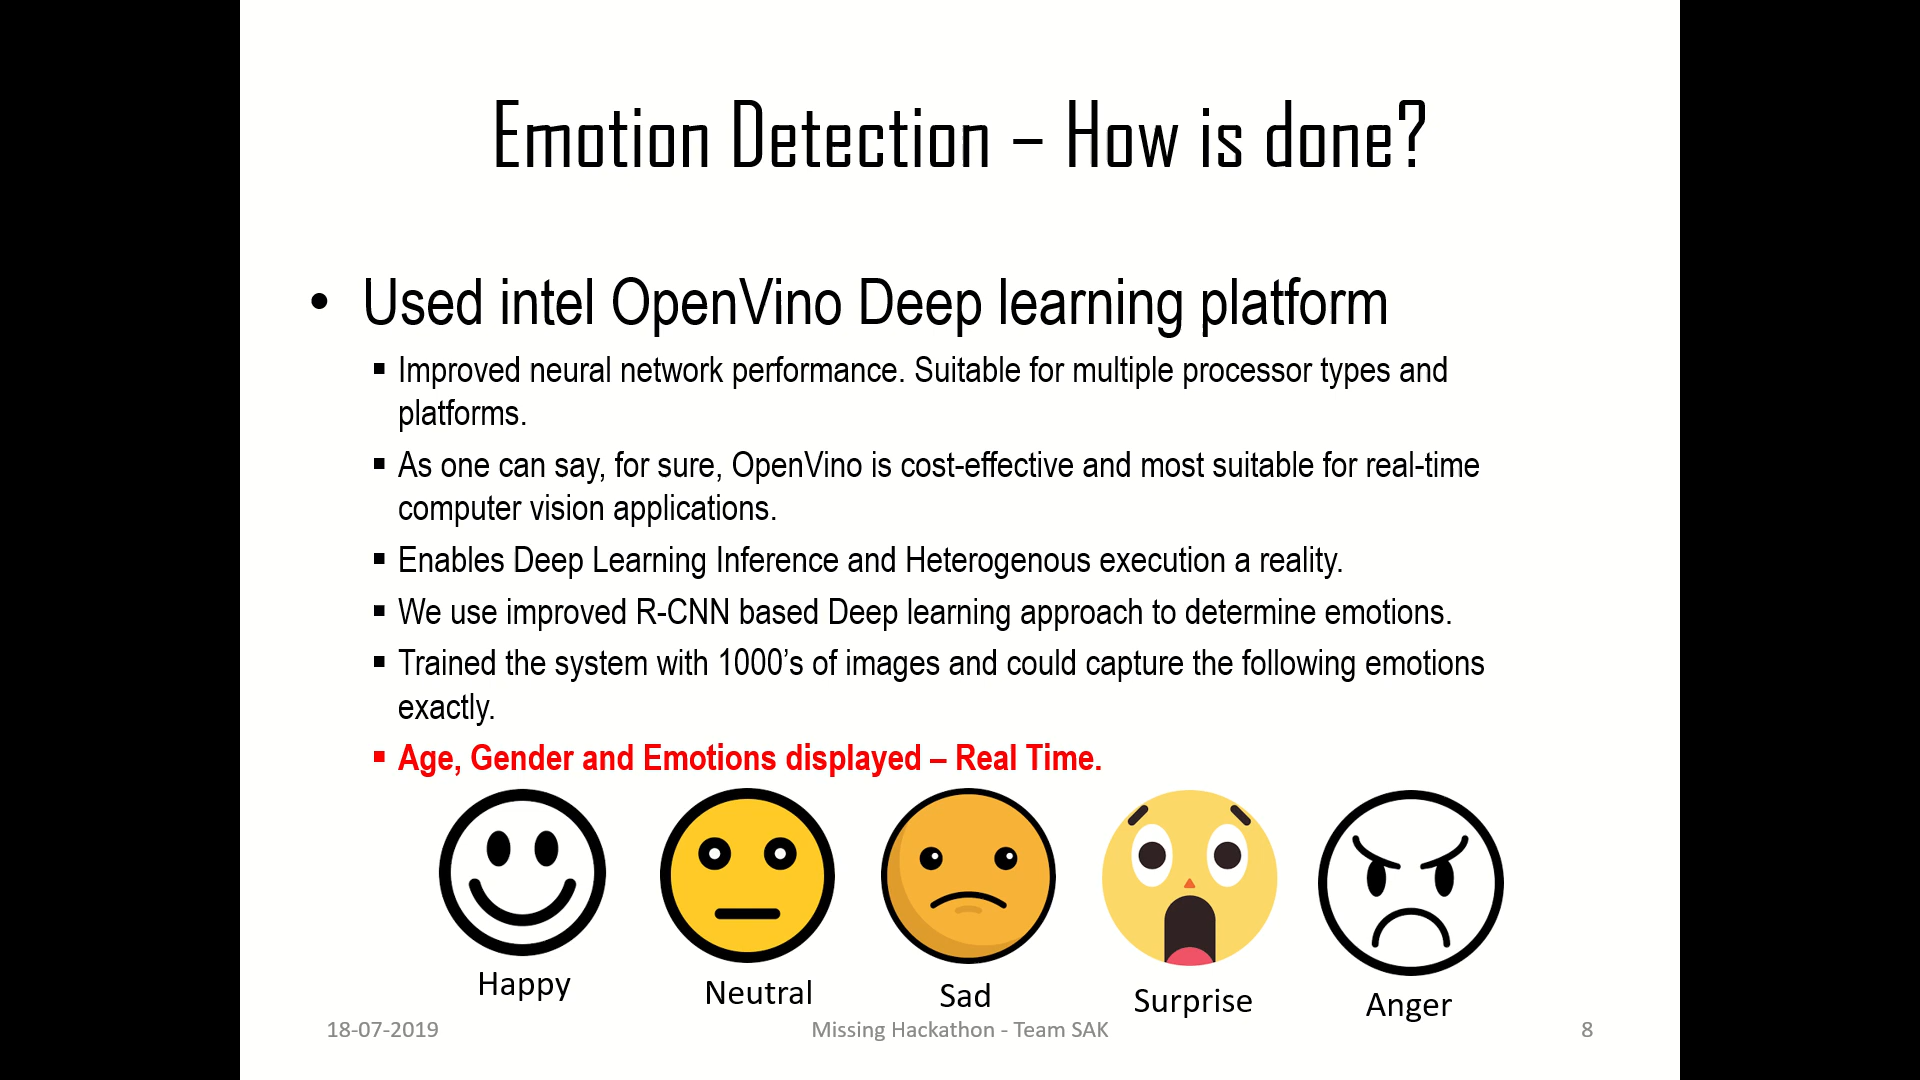 Emotion Detection – How is done?
• Used intel OpenVino Deep learning platform
▪ Improved neural network performance. Suitable for multiple processor types and
platforms.
▪ As one can say, for sure, OpenVino is cost-effective and most suitable for real-time
computer vision applications.
▪ Enables Deep Learning Inference and Heterogenous execution a reality.
▪ We use improved R-CNN based Deep learning approach to determine emotions.
▪ Trained the system with 1000’s of images and could capture the following emotions
exactly.
▪ Age, Gender and Emotions displayed – Real Time.
Happy
Neutral
Sad
Surprise
Anger
18-07-2019
Missing Hackathon - Team SAK
8